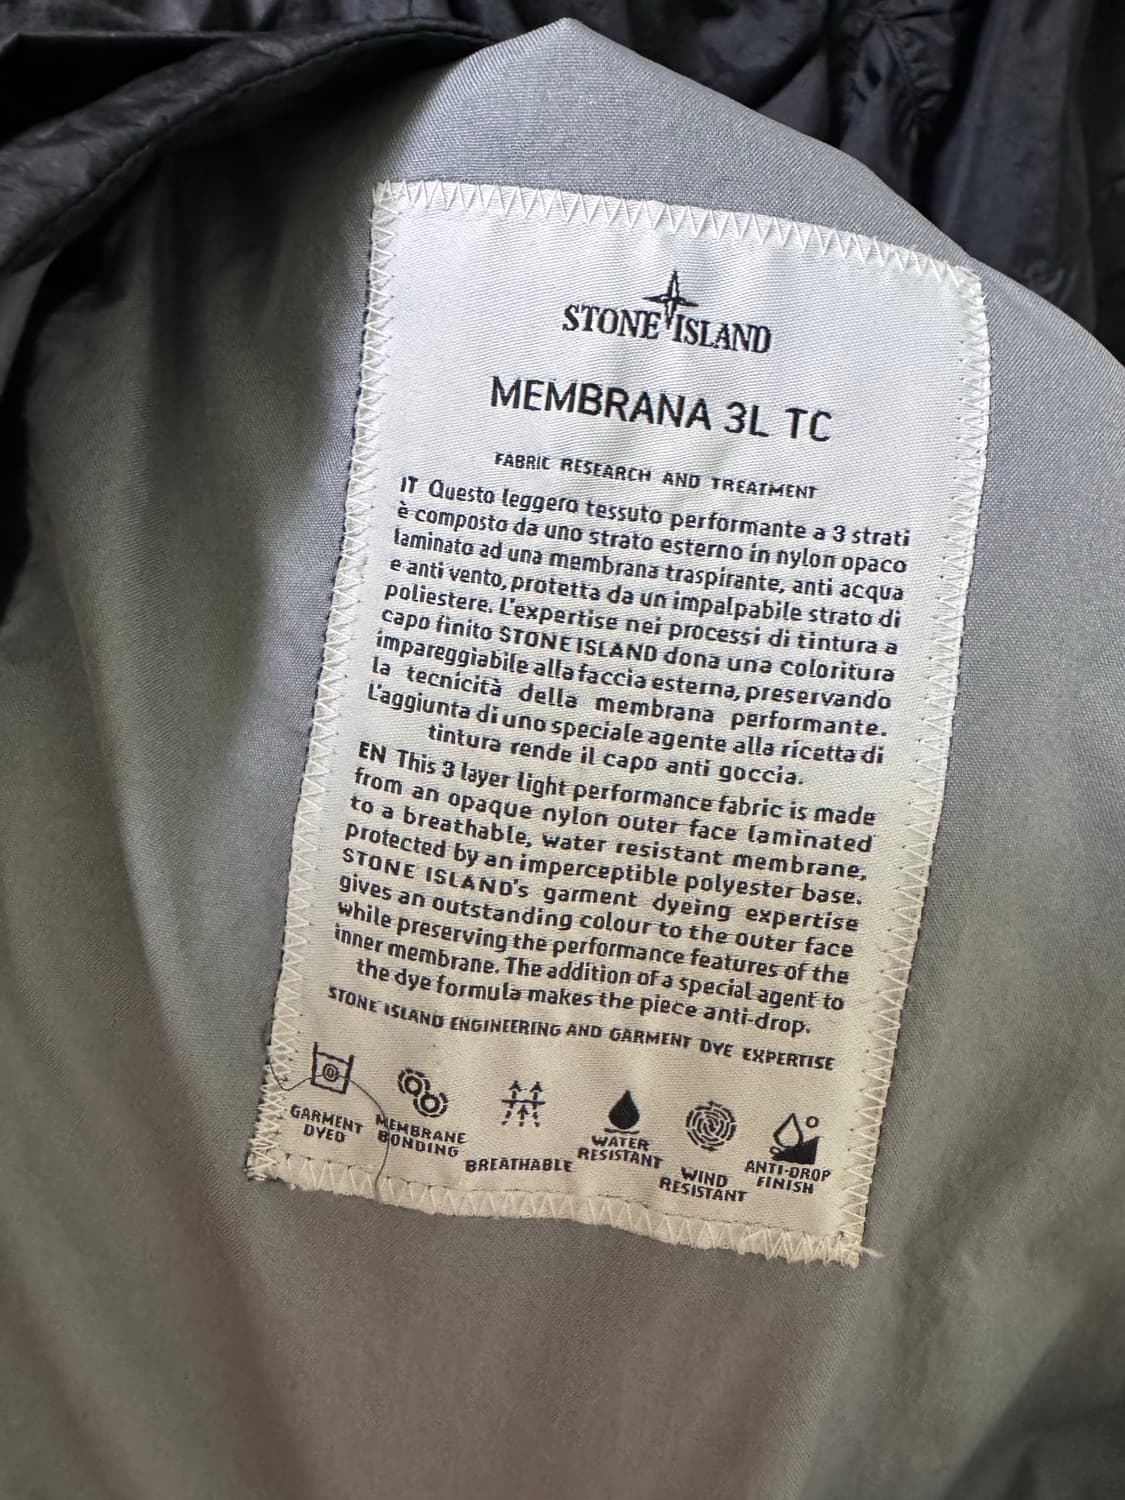 STONE ISLAND
MEMBRANA 3L TC
FABRIC RESEARCH AND TREATMENT
IT Questo leggero tessuto performante a 3 strati
è composto da uno strato esterno in nylon opaco
laminato ad una membrana traspirante, anti acqua
e anti vento, protetta da un impalpabile strato di
poliestere. L'expertise nei processi di tintura a
capo finito STONE ISLAND dona una coloritura
impareggiabile alla faccia esterna, preservando
la tecnicità della membrana performante.
L'aggiunta di uno speciale agente alla ricetta di
tintura rende il capo anti goccia.
EN This 3 layer light performance fabric is made
from an opaque nylon outer face laminated
to a breathable, water resistant membrane,
protected by an imperceptible polyester base.
STONE ISLAND's garment dyeing expertise
gives an outstanding colour to the outer face
while preserving the performance features of the
inner membrane. The addition of a special agent to
the dye formula makes the piece anti-drop.
STONE ISLAND ENGINEERING AND GARMENT DYE EXPERTISE
GARMENT
DYED
MEMBRANE
BONDING
BREATHABLE
WATER
RESISTANT
WIND
RESISTANT
ANTI-DROP
FINISH